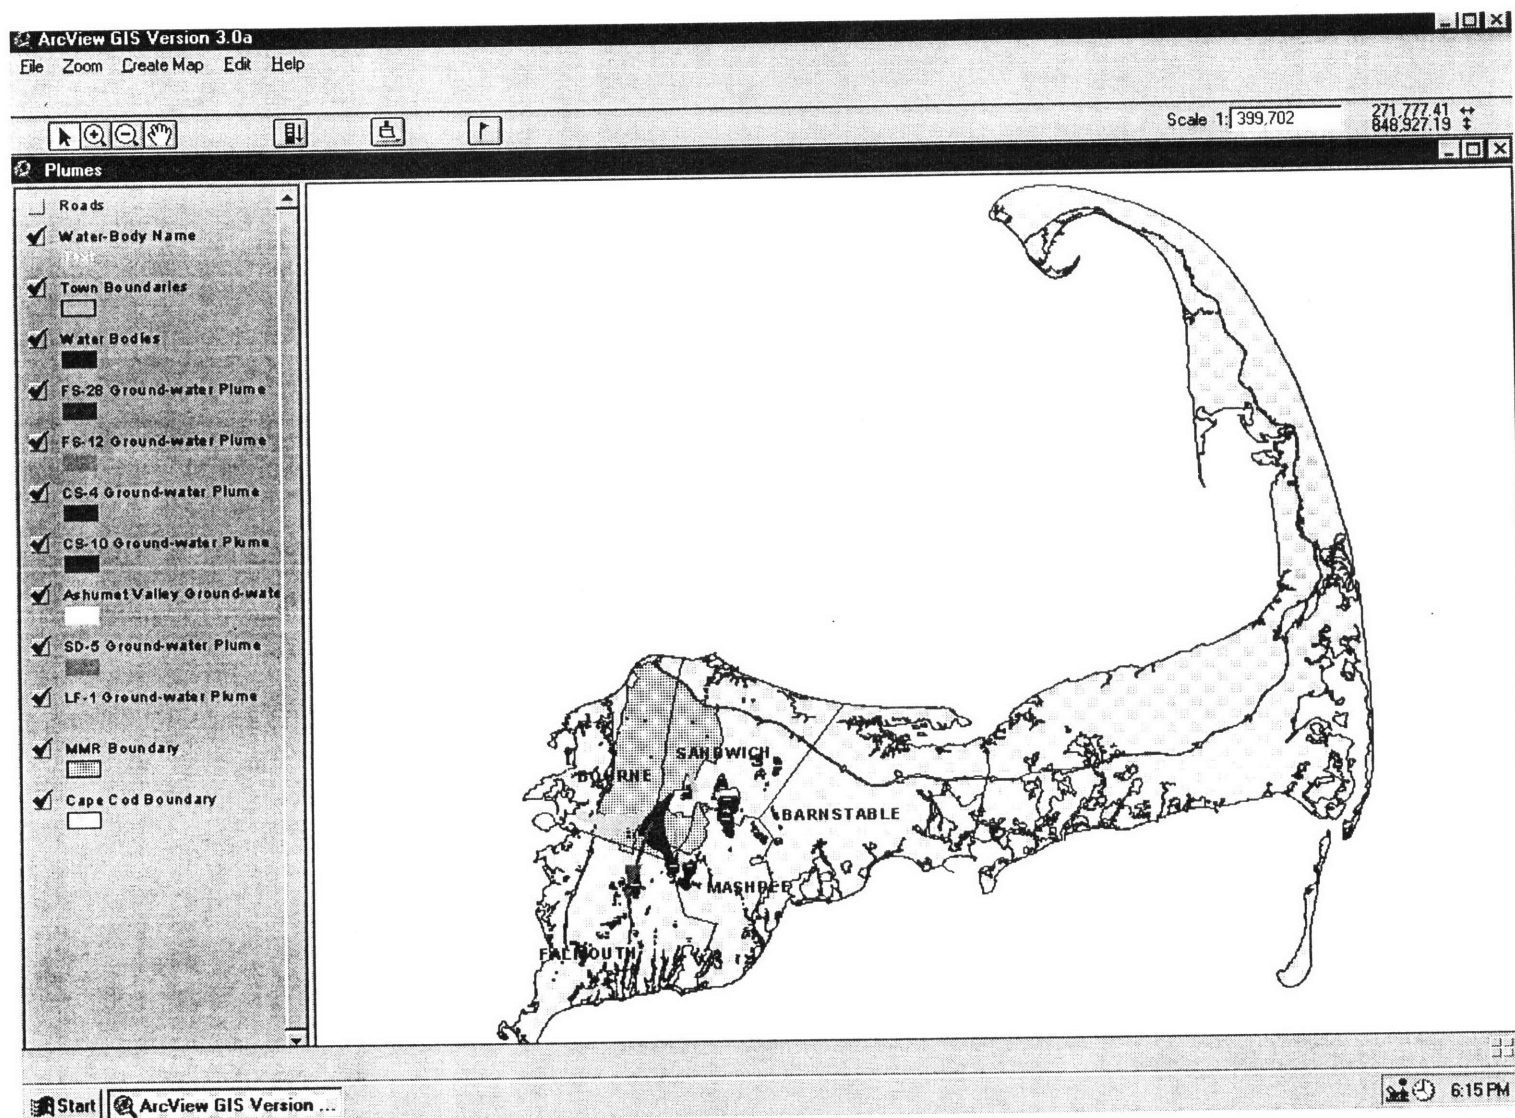 ArcView GIS Version 3.0a
File Zoom Create Map Edit Help
Scale 1: 399,702
271,777.41
848,927.19
Plumes
Roads
Water-Body Name
Text
Town Boundaries
Water Bodies
FS-28 Ground-water Plume
FS-12 Ground-water Plume
CS-4 Ground-water Plume
CS-10 Ground-water Plume
Ashumet Valley Ground-wate
SD-5 Ground-water Plume
LF-1 Ground-water Plume
MMR Boundary
Cape Cod Boundary
SANDWICH
BOURNE
BARNSTABLE
MASHPEE
FALMOUTH
Start ArcView GIS Version ... 6:15 PM